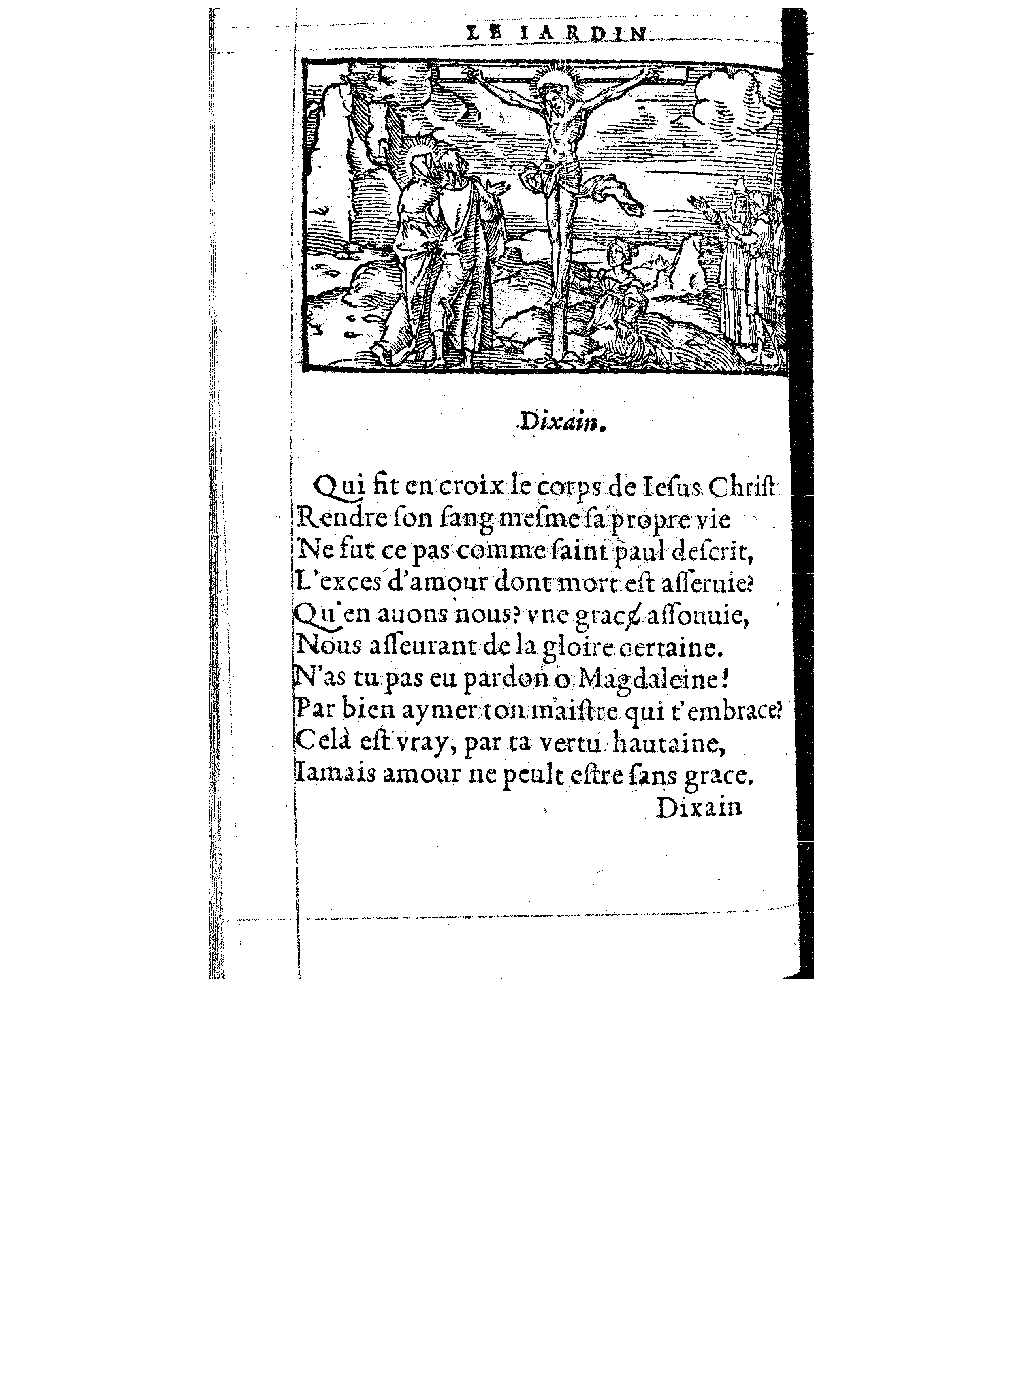 LE IARDIN
Dixain.
Qui fit en croix le corps de Ieſus Chriſt
Rendre ſon ſang meſme ſa propre vie
Ne fut ce pas comme ſaint paul deſcrit,
L'exces d'amour dont mort eſt aſſeruie?
Qu'en auons nous? vne grace aſſouuie,
Nous aſſeurant de la gloire certaine.
N'as tu pas eu pardon o Magdaleine!
Par bien aymer ton maiſtre qui t'embrace?
Celà eſt vray, par ta vertu hautaine,
Iamais amour ne peult eſtre ſans grace.
Dixain